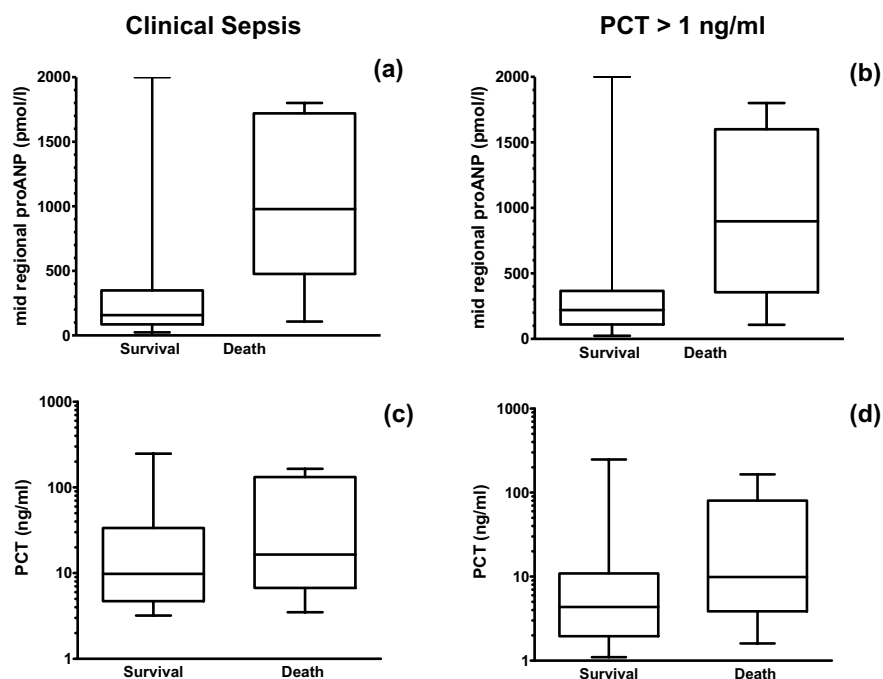 Clinical Sepsis
PCT > 1 ng/ml
(a)
mid regional proANP (pmol/l)
2000
1500
1000
500
0
Survival Death
(b)
mid regional proANP (pmol/l)
2000
1500
1000
500
0
Survival Death
(c)
PCT (ng/ml)
1000
100
10
1
Survival Death
(d)
PCT (ng/ml)
1000
100
10
1
Survival Death